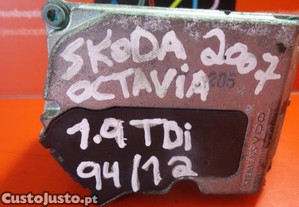 SKODA 2007
OCTAVIA
1.9 TDi
94/12
CustoJusto.pt